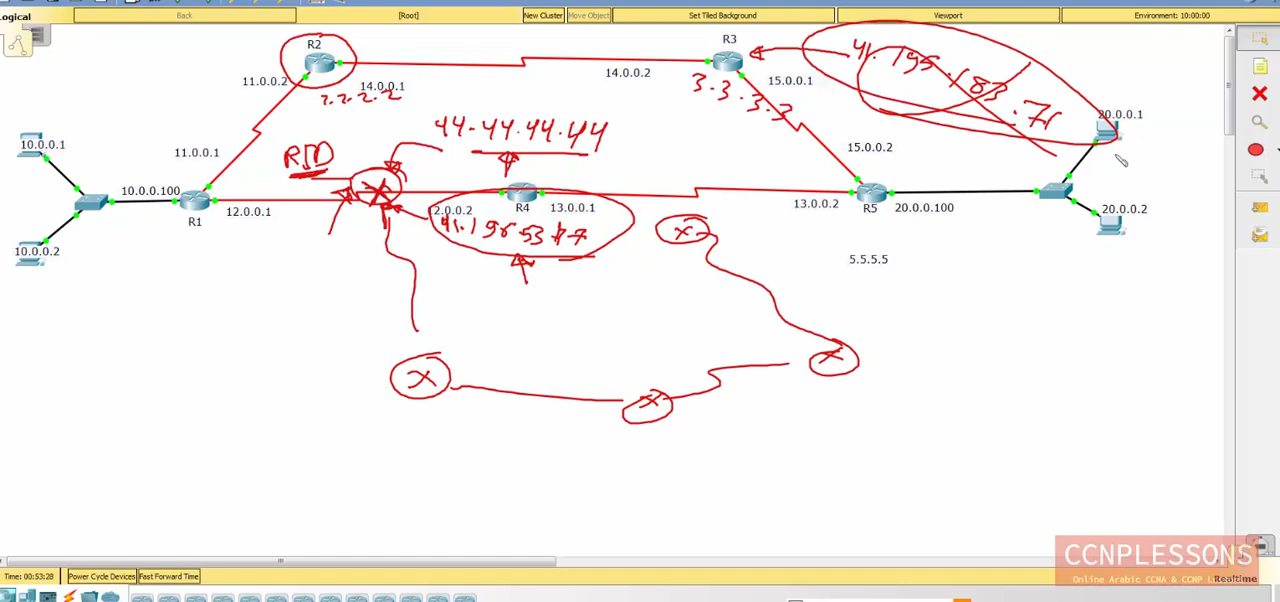 Logical
Back
[Root]
New Cluster
Move Object
Set Tiled Background
Viewport
Environment: 10:00:00
R2
R3
11.0.0.2
14.0.0.1
14.0.0.2
15.0.0.1
2.2.2.2
3.3.3.3
20.0.0.1
44.44.44.44
10.0.0.1
11.0.0.1
RID
15.0.0.2
10.0.0.100
R1
12.0.0.1
2.0.0.2
R4
13.0.0.1
13.0.0.2
R5
20.0.0.100
20.0.0.2
10.0.0.2
5.5.5.5
CCNPLESSONS
Online Arabic CCNA & CCNP
Time: 00:53:28
Power Cycle Devices
Fast Forward Time
Realtime